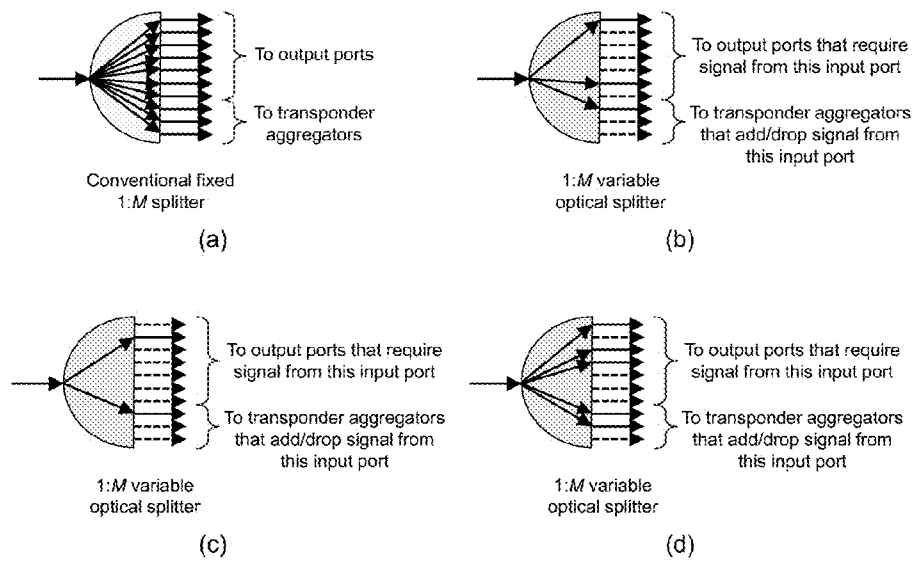 To output ports
To transponder
aggregators
Conventional fixed
1:M splitter
(a)
To output ports that require
signal from this input port
To transponder aggregators
that add/drop signal from
this input port
1:M variable
optical splitter
(b)
To output ports that require
signal from this input port
To transponder aggregators
that add/drop signal from
this input port
1:M variable
optical splitter
(c)
To output ports that require
signal from this input port
To transponder aggregators
that add/drop signal from
this input port
1:M variable
optical splitter
(d)